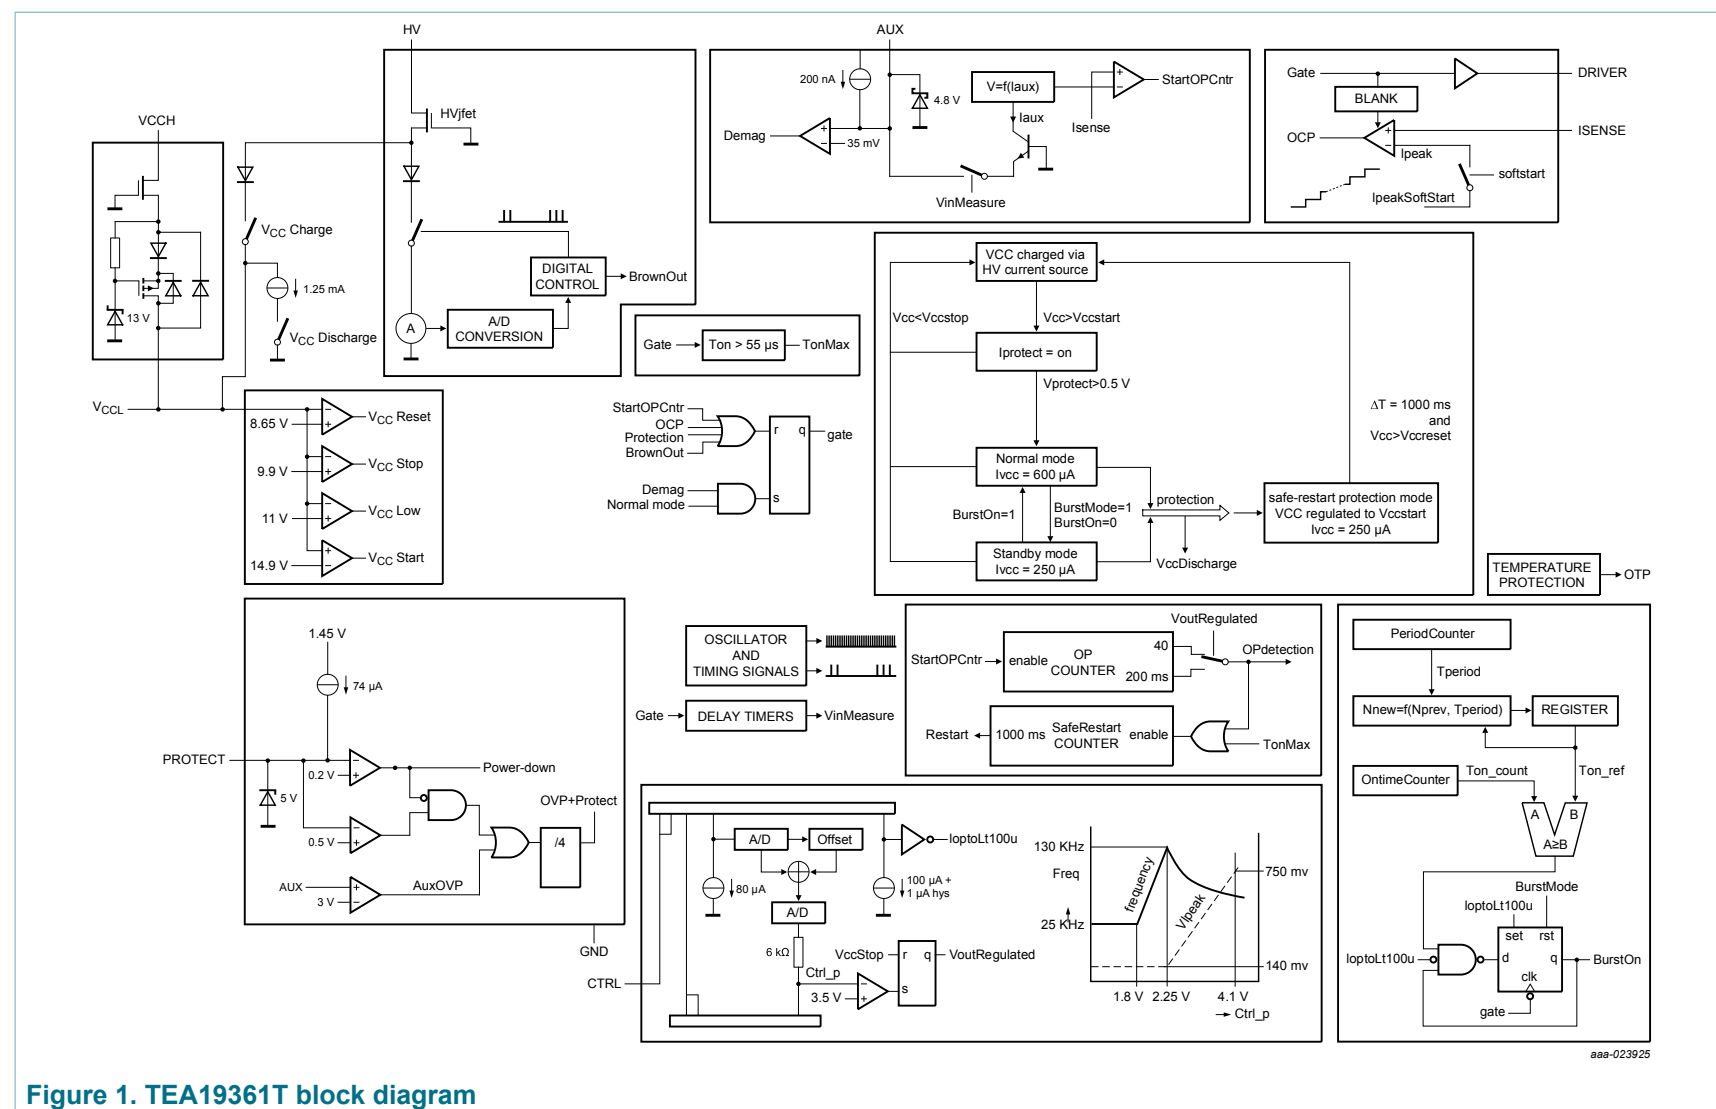 HV
HVjfet
VCCH
13 V
VCC Charge
1.25 mA
VCC Discharge
A
A/D
CONVERSION
DIGITAL
CONTROL
BrownOut
AUX
200 nA
4.8 V
Demag
+
−
35 mV
V=f(Iaux)
Iaux
+
−
Isense
StartOPCntr
VinMeasure
Gate
BLANK
DRIVER
OCP
+
−
ISENSE
Ipeak
softstart
IpeakSoftStart
Gate
Ton > 55 µs
TonMax
VCCL
8.65 V
−
+
VCC Reset
9.9 V
−
+
VCC Stop
11 V
−
+
VCC Low
14.9 V
+
−
VCC Start
StartOPCntr
OCP
Protection
BrownOut
r
q
gate
Demag
Normal mode
s
VCC charged via
HV current source
Vcc<Vccstop
Vcc>Vccstart
Iprotect = on
Vprotect>0.5 V
ΔT = 1000 ms
and
Vcc>Vccreset
Normal mode
Ivcc = 600 µA
BurstOn=1
BurstMode=1
BurstOn=0
Standby mode
Ivcc = 250 µA
protection
VccDischarge
safe-restart protection mode
VCC regulated to Vccstart
Ivcc = 250 µA
TEMPERATURE
PROTECTION
OTP
1.45 V
74 µA
PROTECT
5 V
−
+
0.2 V
Power-down
−
+
0.5 V
OVP+Protect
/4
AUX
+
−
3 V
AuxOVP
GND
OSCILLATOR
AND
TIMING SIGNALS
Gate
DELAY TIMERS
VinMeasure
StartOPCntr
enable
OP
COUNTER
40
200 ms
VoutRegulated
OPdetection
Restart
1000 ms
SafeRestart
COUNTER
enable
TonMax
CTRL
A/D
Offset
80 µA
A/D
6 kΩ
Ctrl_p
3.5 V
−
+
IoptoLt100u
100 µA +
1 µA hys
VccStop
r
q
VoutRegulated
s
130 KHz
Freq
25 KHz
frequency
VIpeak
750 mv
140 mv
1.8 V
2.25 V
4.1 V
Ctrl_p
PeriodCounter
Tperiod
Nnew=f(Nprev, Tperiod)
REGISTER
OntimeCounter
Ton_count
Ton_ref
A
B
A≥B
BurstMode
IoptoLt100u
set
rst
IoptoLt100u
d
q
BurstOn
clk
gate
aaa-023925
Figure 1. TEA19361T block diagram